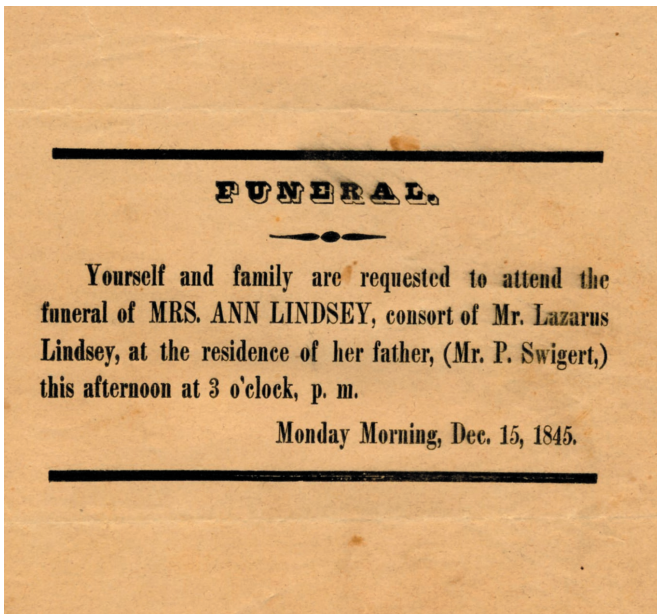 FUNERAL.
Yourself and family are requested to attend the
funeral of MRS. ANN LINDSEY, consort of Mr. Lazarus
Lindsey, at the residence of her father, (Mr. P. Swigert,)
this afternoon at 3 o'clock, p. m.
Monday Morning, Dec. 15, 1845.